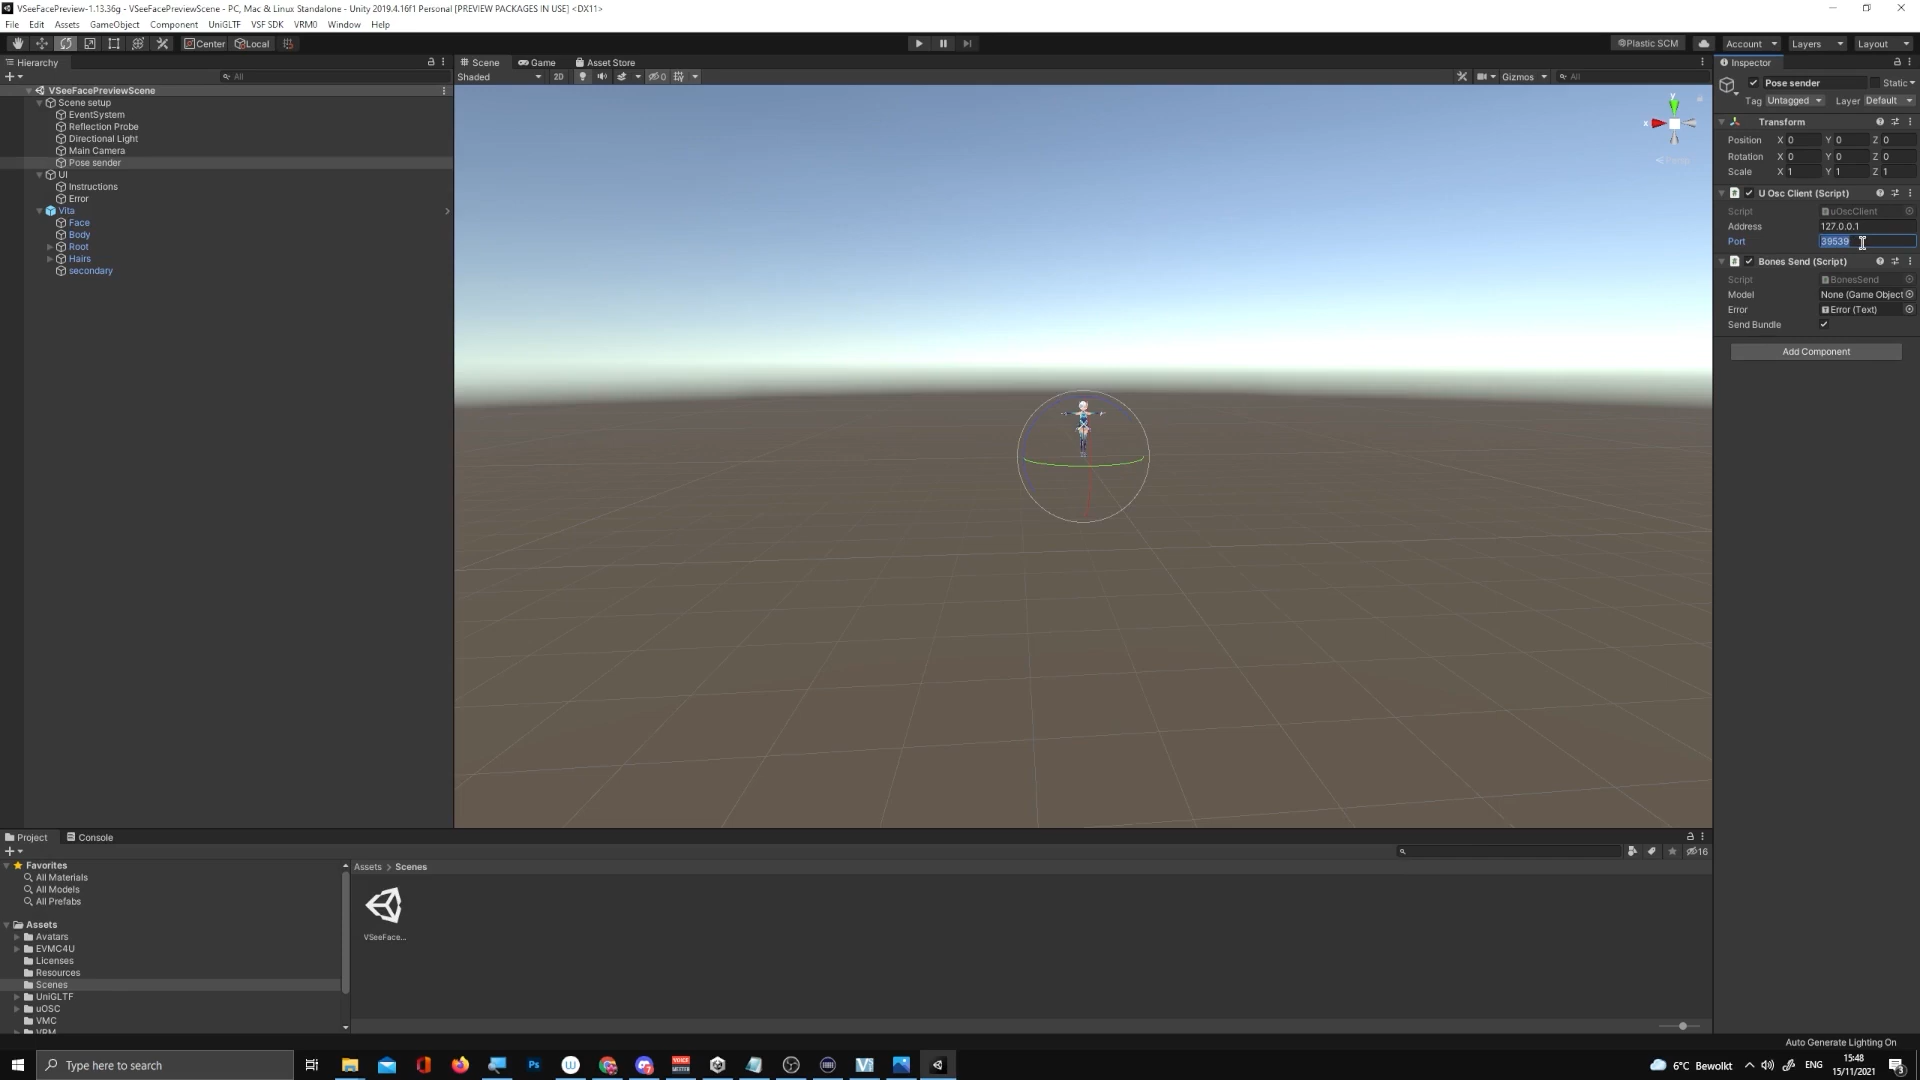 VSeeFacePreview-1.13.36g - VSeeFacePreviewScene - PC, Mac & Linux Standalone - Unity 2019.4.16f1 Personal [PREVIEW PACKAGES IN USE] <DX11>
File Edit Assets GameObject Component UniGLTF VSF SDK VRM0 Window Help
Center Local
Plastic SCM Account Layers Layout
Hierarchy
All
VSeeFacePreviewScene
Scene setup
EventSystem
Reflection Probe
Directional Light
Main Camera
Pose sender
UI
Instructions
Error
Vita
Face
Body
Root
Hairs
secondary
Scene Game Asset Store
Shaded 2D 0 Gizmos All
y
x
Persp
Inspector
Pose sender Static
Tag Untagged Layer Default
Transform
Position X 0 Y 0 Z 0
Rotation X 0 Y 0 Z 0
Scale X 1 Y 1 Z 1
U Osc Client (Script)
Script uOscClient
Address 127.0.0.1
Port 39539
Bones Send (Script)
Script BonesSend
Model None (Game Object
Error Error (Text)
Send Bundle
Add Component
Project Console
16
Favorites
All Materials
All Models
All Prefabs
Assets
Avatars
EVMC4U
Licenses
Resources
Scenes
UniGLTF
uOSC
VMC
VRM
Assets > Scenes
VSeeFace...
Auto Generate Lighting On
Type here to search
6°C Bewolkt ENG
15:48
15/11/2021
3